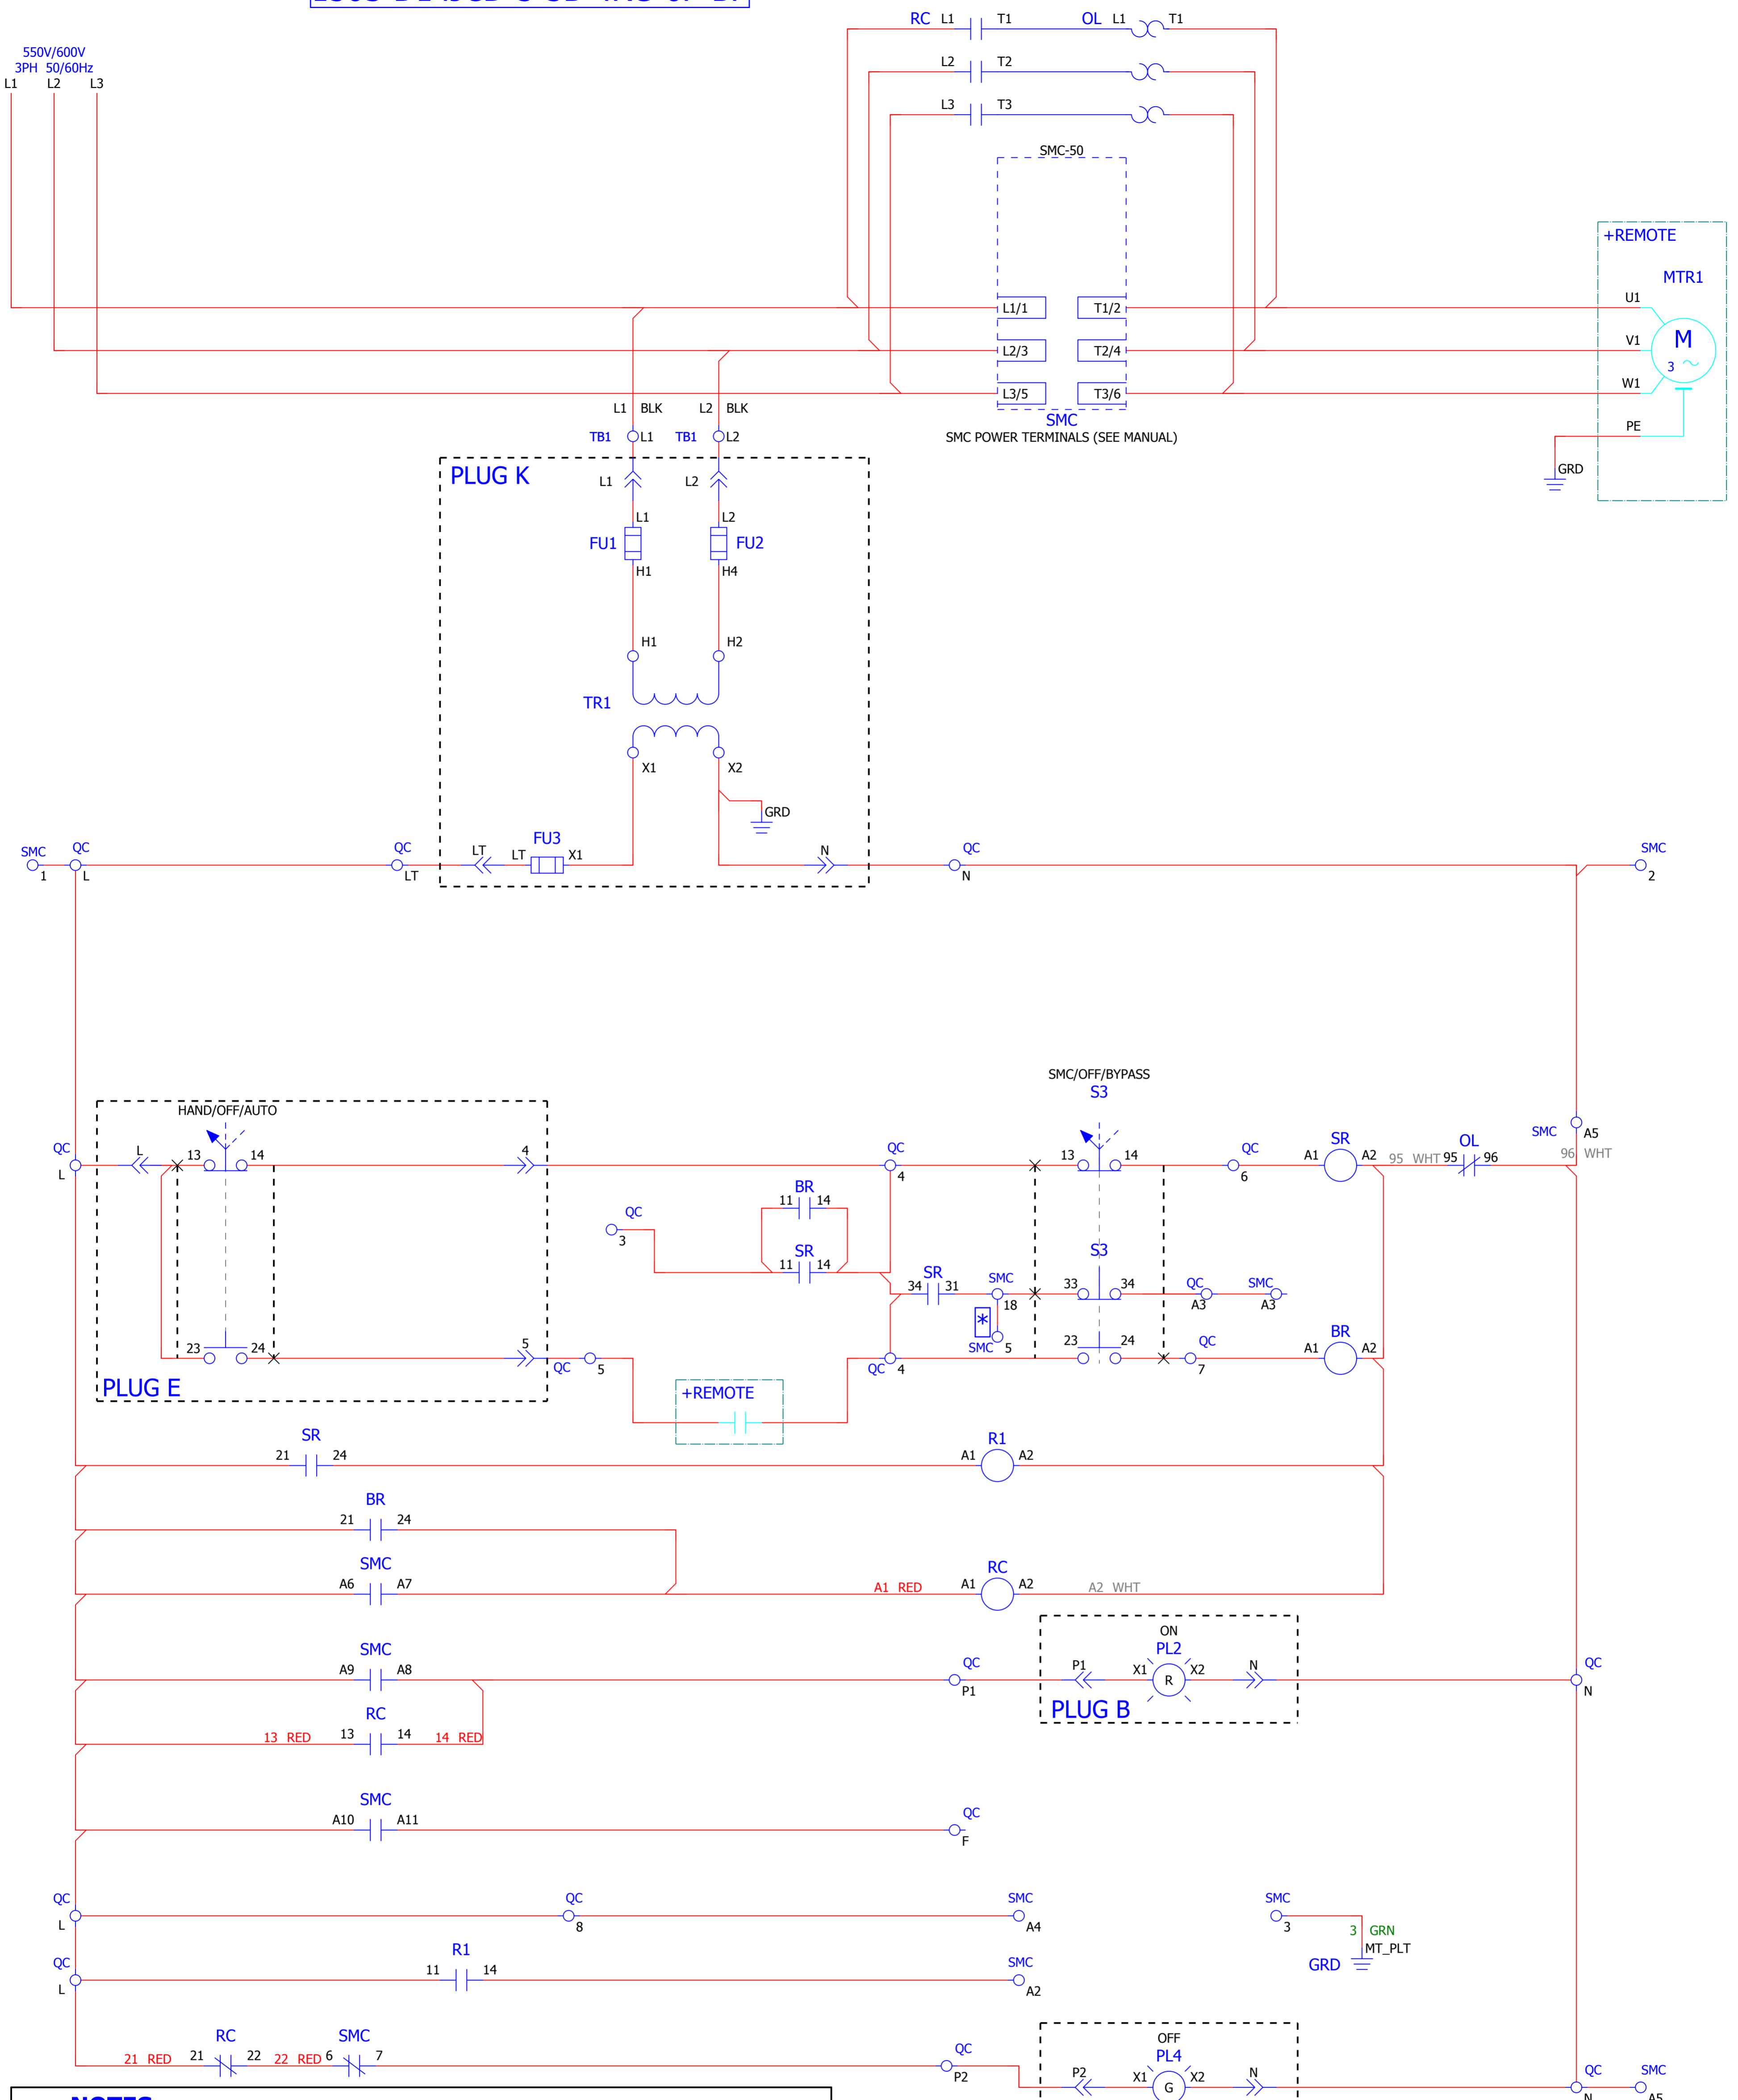 RC L1 T1 OL L1 T1
550V/600V
3PH 50/60Hz
L1 L2 L3
L2 T2
L3 T3
SMC-50
+REMOTE
MTR1
L1/1 T1/2 U1
M
3
L2/3 T2/4 V1
L3/5 T3/6 W1
L1 BLK L2 BLK
SMC
SMC POWER TERMINALS (SEE MANUAL)
PE
TB1 L1 TB1 L2
GRD
PLUG K
L1 L2
L1 L2
FU1 FU2
H1 H4
H1 H2
TR1
X1 X2
GRD
SMC QC QC LT LT FU3 X1 N QC SMC
1 L LT N 2
SMC/OFF/BYPASS
S3
HAND/OFF/AUTO
SMC A5
QC L 13 14 4 QC 13 14 QC SR OL
L 4 6 A1 A2 95 WHT 95 96 96 WHT
BR
11 14
QC
3
SR
11 14
S3
SR
34 31 SMC 33 34 QC SMC
18 A3 A3
*
SMC 5
23 24 5 QC 5 QC 4 23 24 QC 7 BR A1 A2
PLUG E
+REMOTE
SR
21 24
R1
A1 A2
BR
21 24
SMC
A6 A7
A1 RED
RC
A1 A2
A2 WHT
ON
PL2
SMC
A9 A8
QC
P1
P1 X1 R X2 N
QC
N
PLUG B
RC
13 RED 13 14 14 RED
SMC
A10 A11
QC
F
QC QC SMC SMC
L 8 A4 3
3 GRN
MT_PLT
GRD
QC
L
R1
11 14
SMC
A2
OFF
PL4
RC SMC
21 RED 21 22 22 RED 6 7
QC
P2
P2 X1 G X2 N
QC SMC
N A5
NOTES